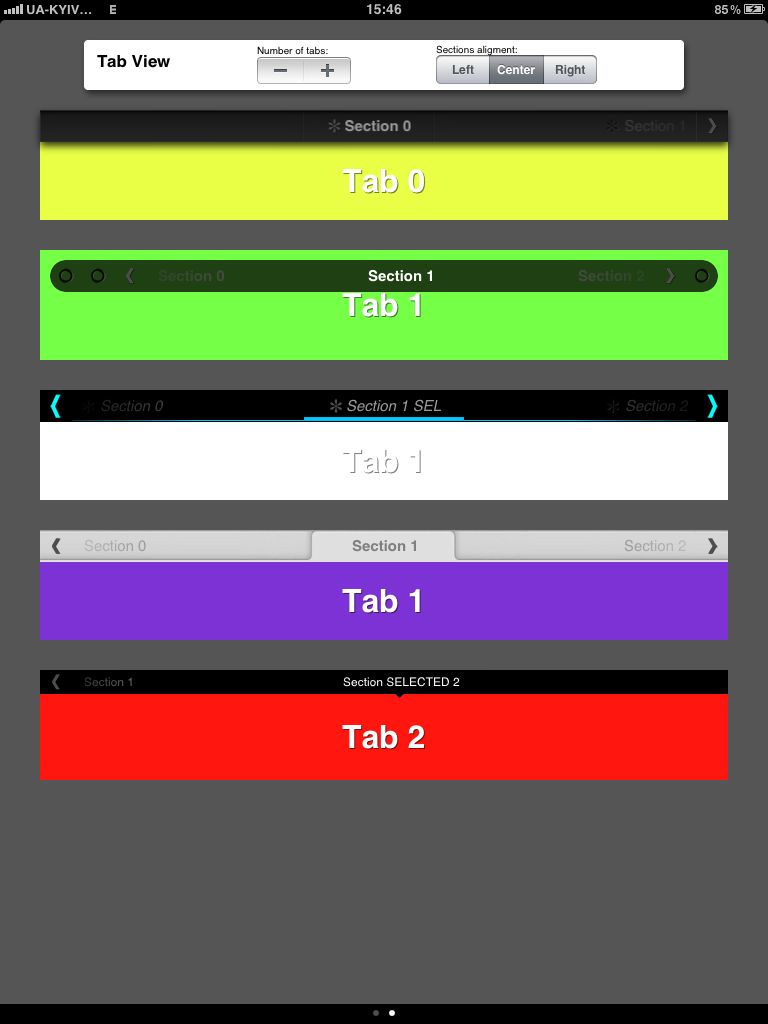 UA-KYIV... E 15:46 85%
Number of tabs: Sections aligment:
Tab View Left Center Right
Section 0 Section 1
Tab 0
Section 0 Section 1 Section 2
Tab 1
Section 0 Section 1 SEL Section 2
Tab 1
Section 0 Section 1 Section 2
Tab 1
Section 1 Section SELECTED 2
Tab 2